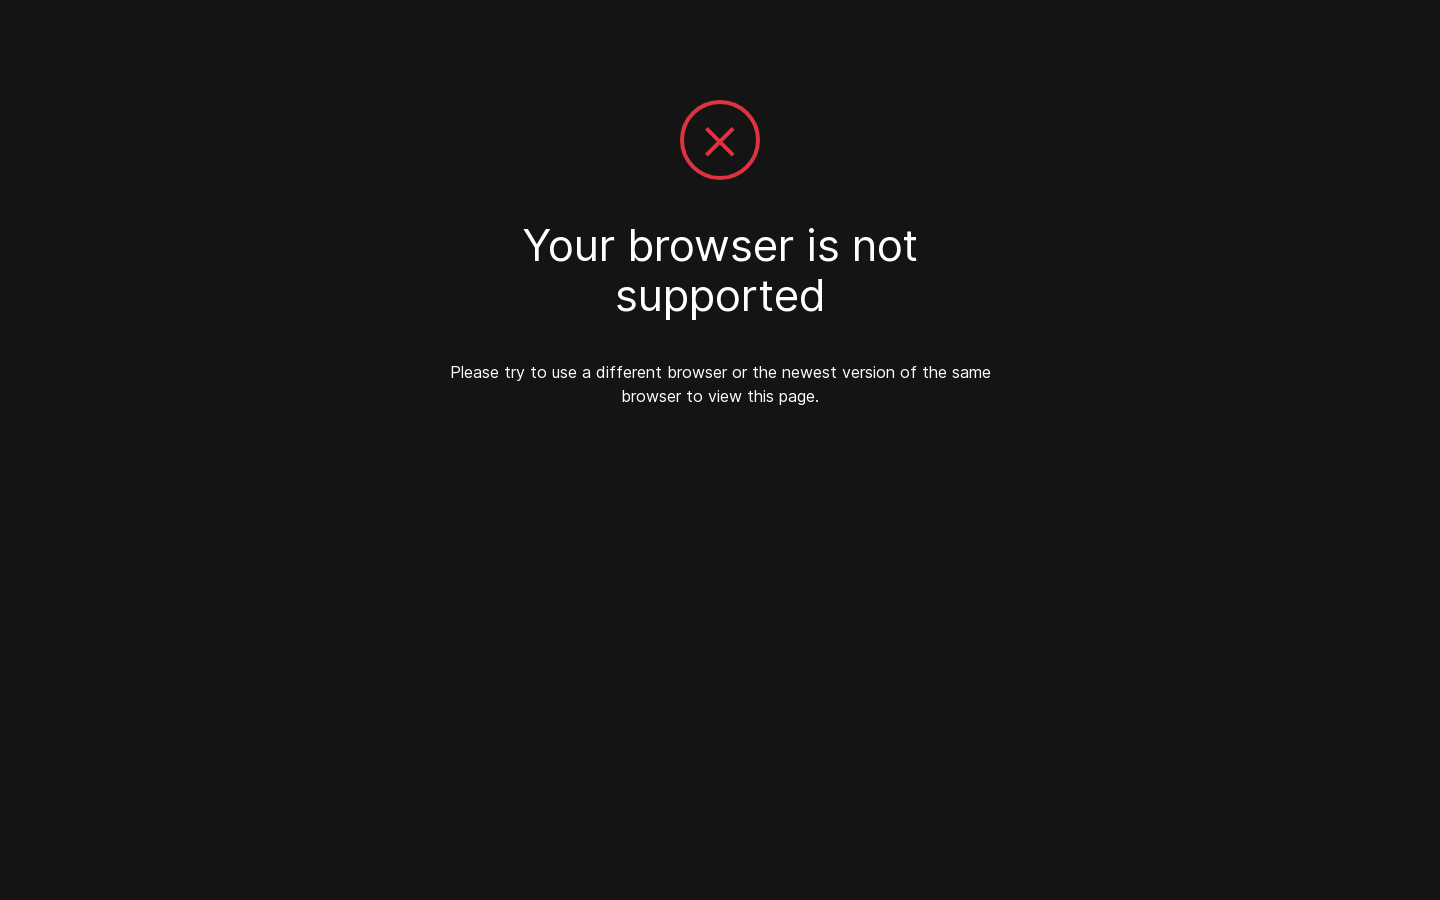 Your browser is not
supported
Please try to use a different browser or the newest version of the same
browser to view this page.